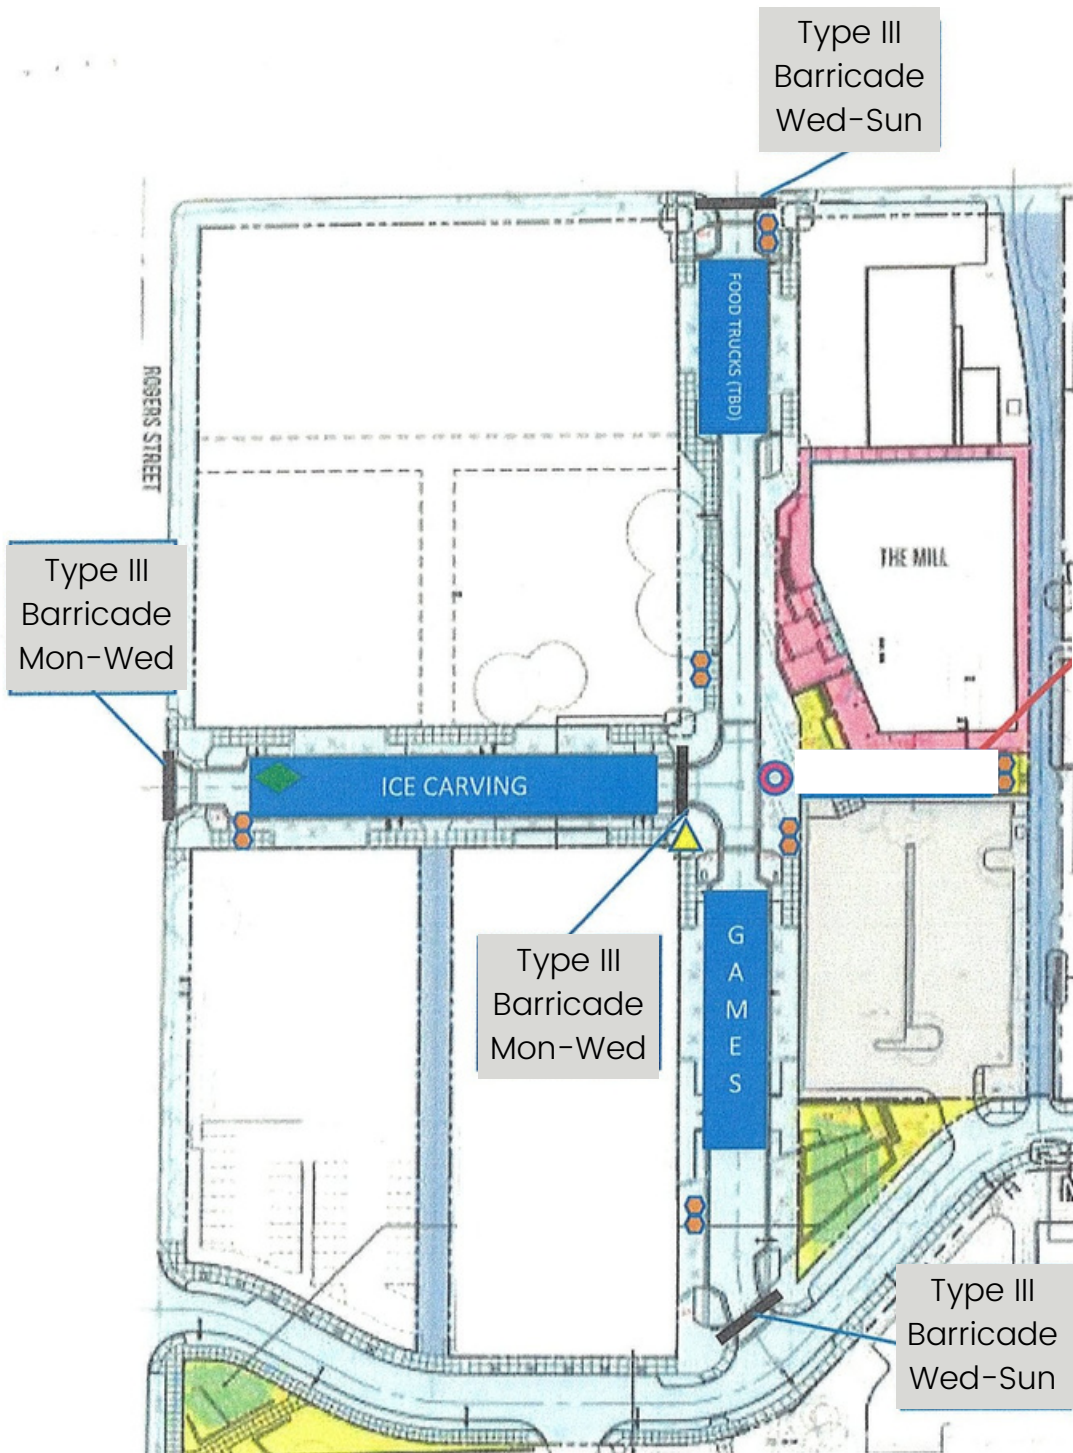 Type III
Barricade
Wed-Sun
FOOD TRUCKS (TBD)
ROGERS STREET
THE MILL
Type III
Barricade
Mon-Wed
ICE CARVING
Type III
Barricade
Mon-Wed
GAMES
Type III
Barricade
Wed-Sun